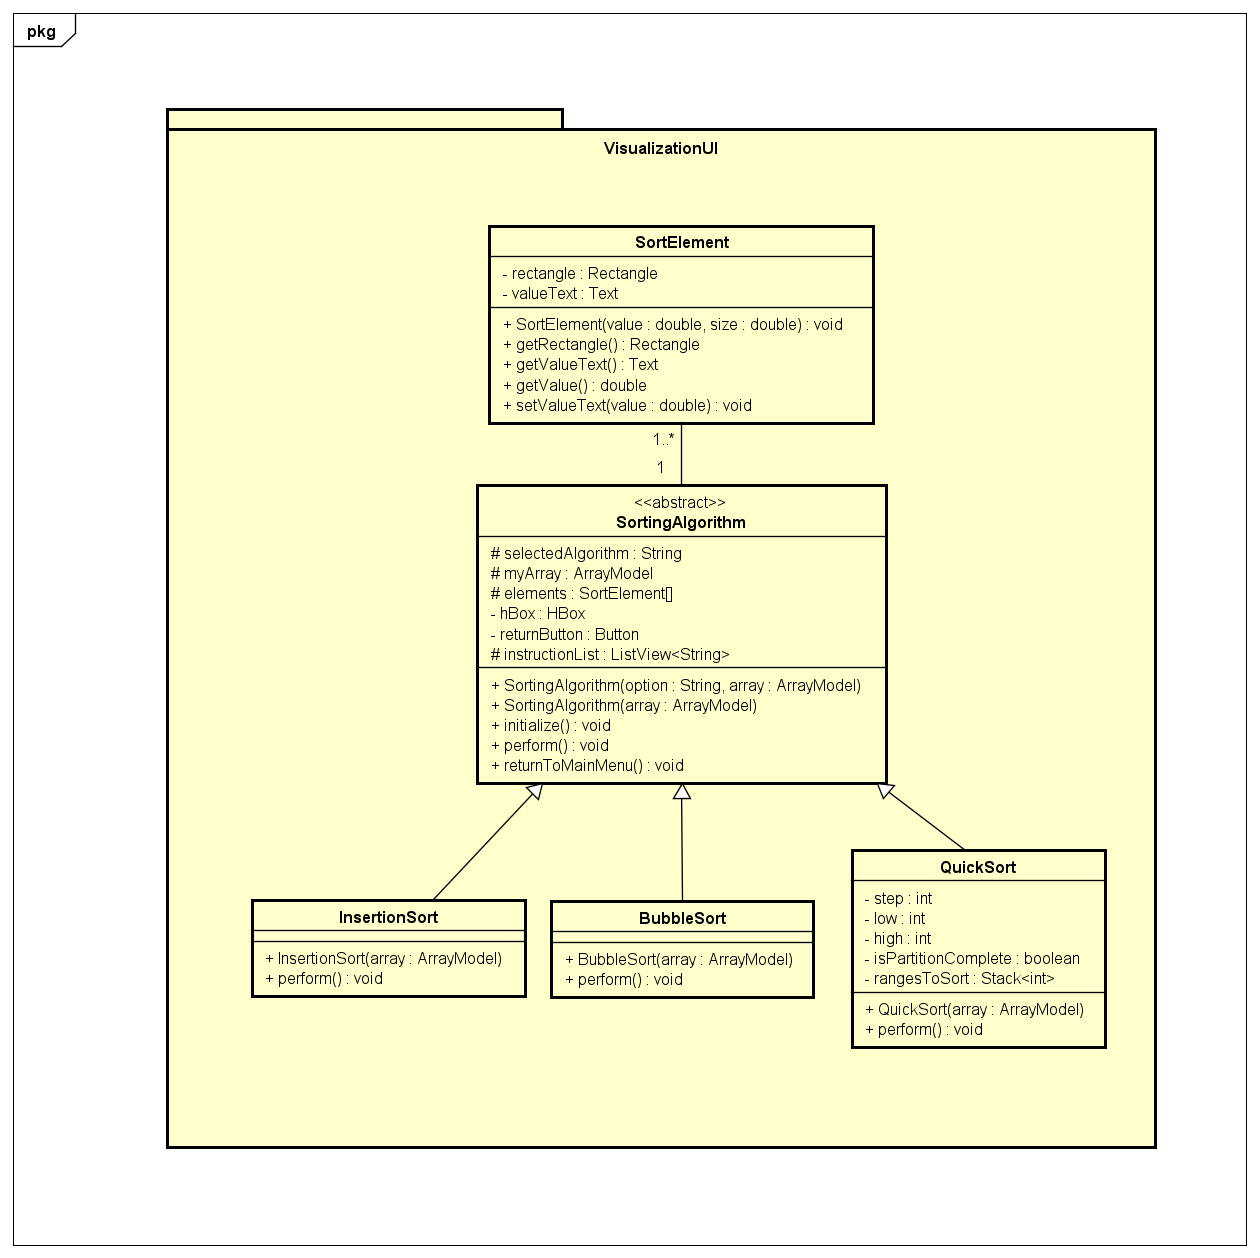 pkg
VisualizationUI
SortElement
- rectangle : Rectangle
- valueText : Text
+ SortElement(value : double, size : double) : void
+ getRectangle() : Rectangle
+ getValueText() : Text
+ getValue() : double
+ setValueText(value : double) : void
1..*
1
<<abstract>>
SortingAlgorithm
# selectedAlgorithm : String
# myArray : ArrayModel
# elements : SortElement[]
- hBox : HBox
- returnButton : Button
# instructionList : ListView<String>
+ SortingAlgorithm(option : String, array : ArrayModel)
+ SortingAlgorithm(array : ArrayModel)
+ initialize() : void
+ perform() : void
+ returnToMainMenu() : void
InsertionSort
+ InsertionSort(array : ArrayModel)
+ perform() : void
BubbleSort
+ BubbleSort(array : ArrayModel)
+ perform() : void
QuickSort
- step : int
- low : int
- high : int
- isPartitionComplete : boolean
- rangesToSort : Stack<int>
+ QuickSort(array : ArrayModel)
+ perform() : void